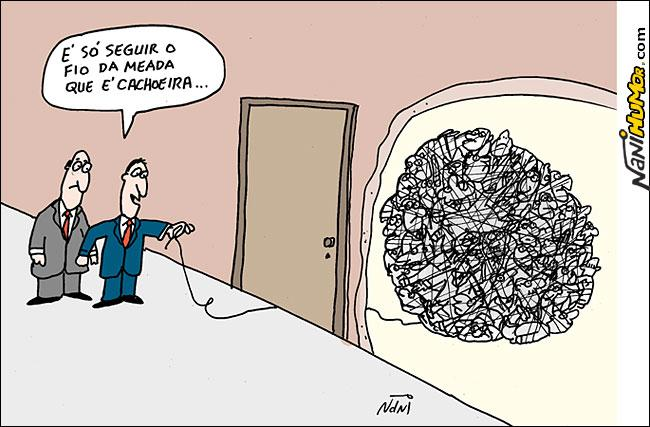 E' SÓ SEGUIR O
FIO DA MEADA
QUE E' CACHOEIRA...
NaniHumor.com
Nani